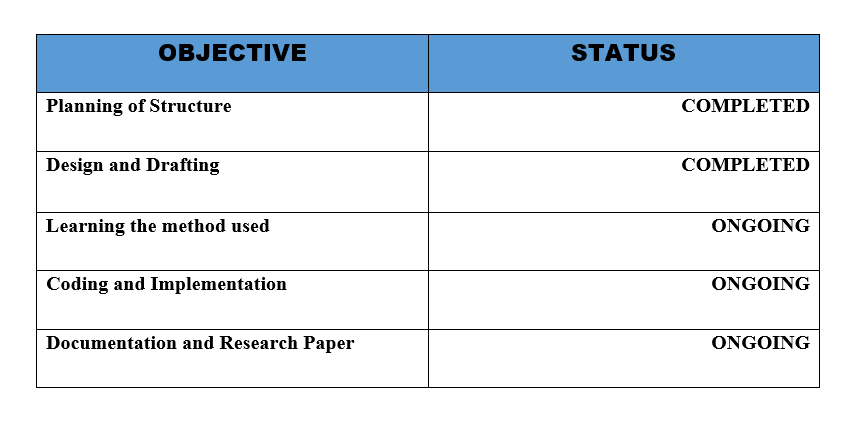 OBJECTIVE STATUS
Planning of Structure COMPLETED
Design and Drafting COMPLETED
Learning the method used ONGOING
Coding and Implementation ONGOING
Documentation and Research Paper ONGOING